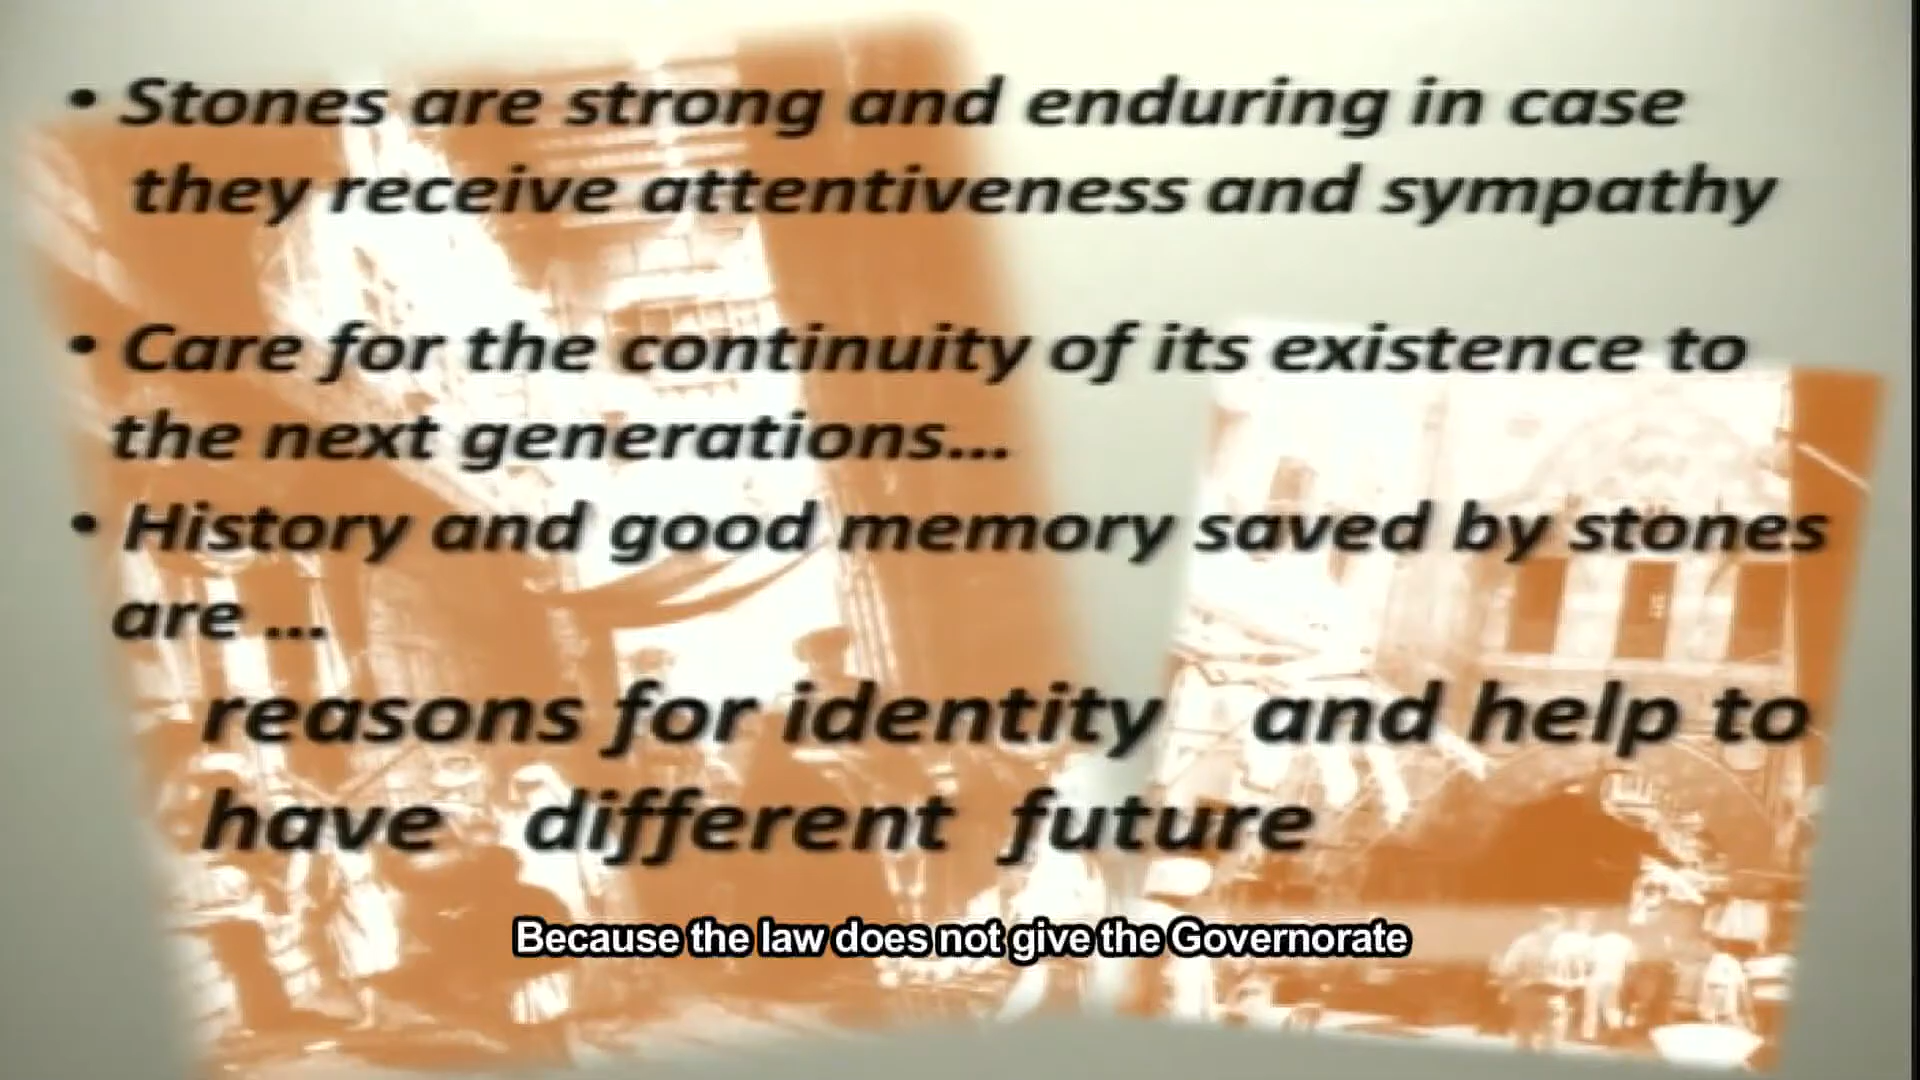 • Stones are strong and enduring in case
they receive attentiveness and sympathy
• Care for the continuity of its existence to
the next generations...
• History and good memory saved by stones
are ...
reasons for identity and help to
have different future
Because the law does not give the Governorate